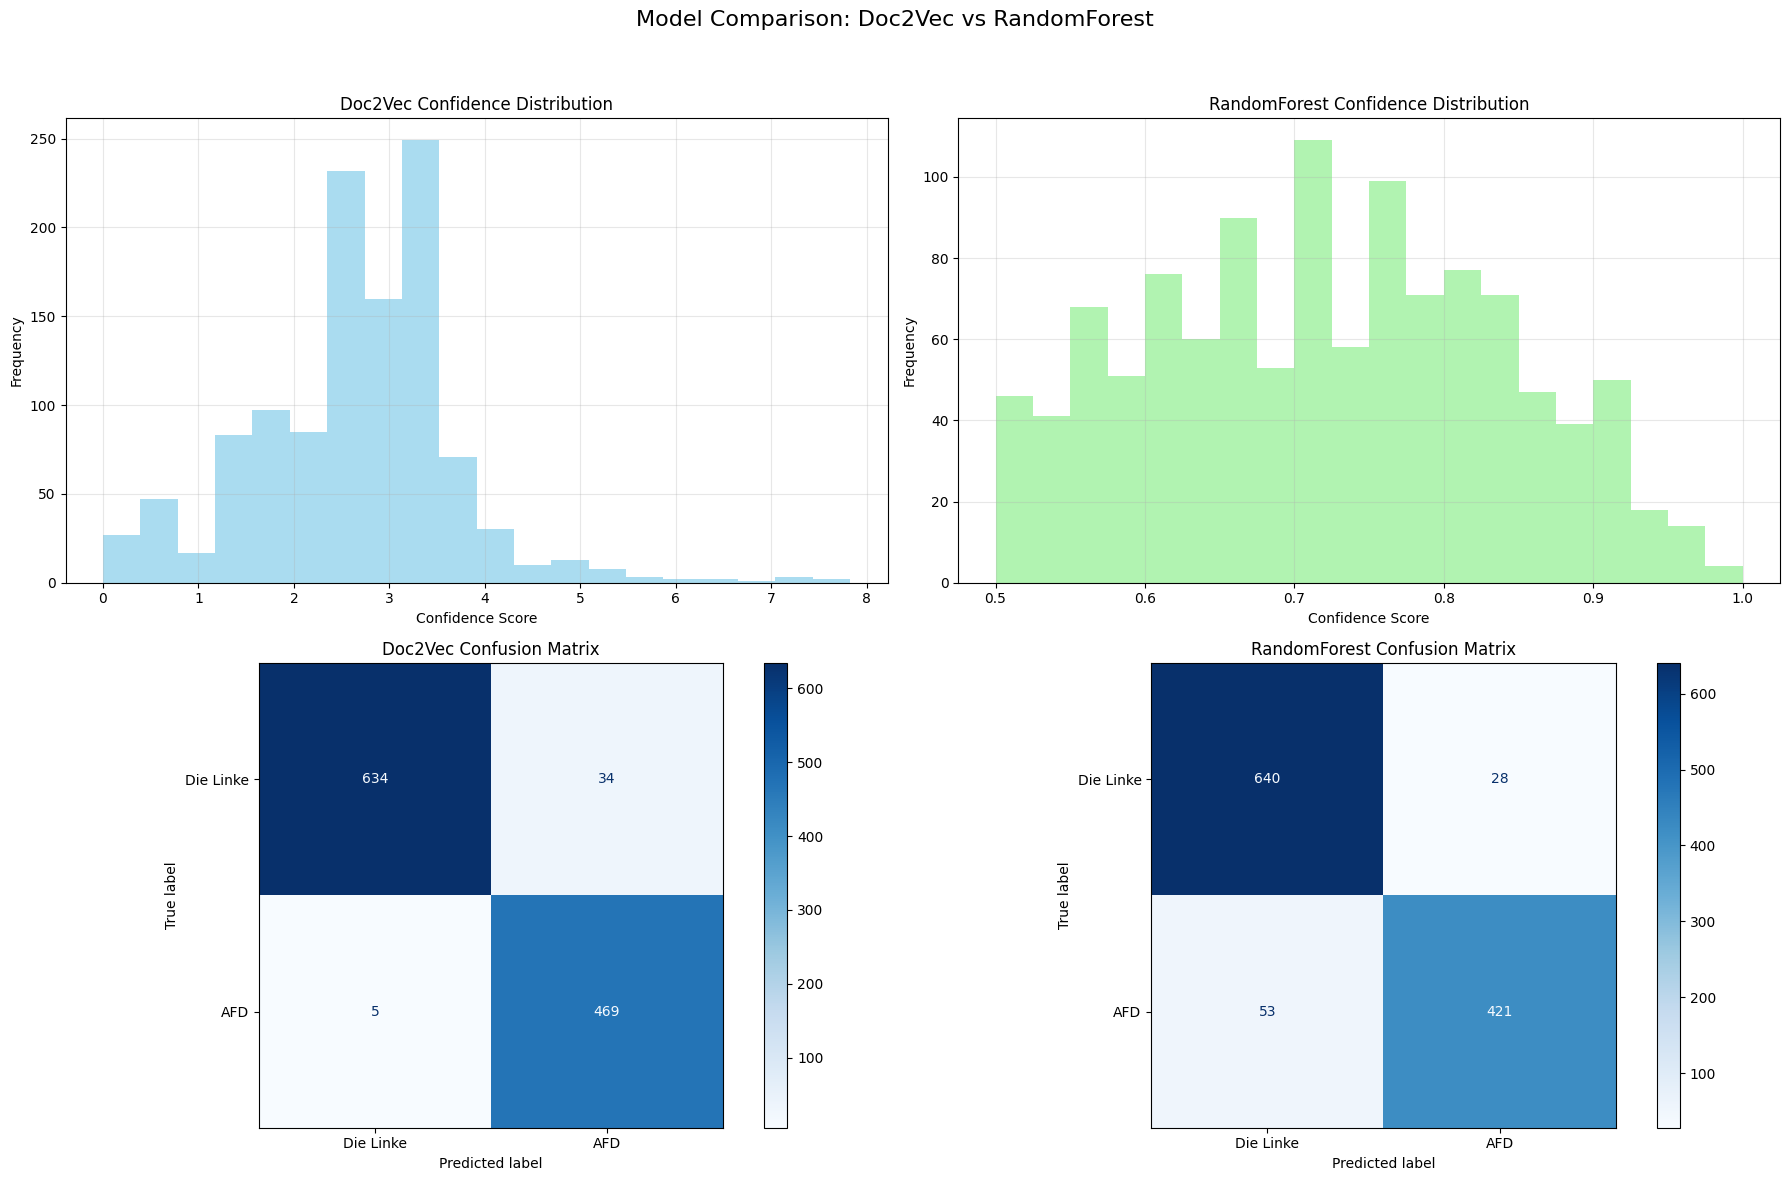 Model Comparison: Doc2Vec vs RandomForest
Doc2Vec Confidence Distribution
250
200
150
100
50
0
Frequency
0 1 2 3 4 5 6 7 8
Confidence Score
RandomForest Confidence Distribution
100
80
60
40
20
0
Frequency
0.5 0.6 0.7 0.8 0.9 1.0
Confidence Score
Doc2Vec Confusion Matrix
Die Linke
634 34
True label
AFD
5 469
Die Linke AFD
Predicted label
600
500
400
300
200
100
RandomForest Confusion Matrix
Die Linke
640 28
True label
AFD
53 421
Die Linke AFD
Predicted label
600
500
400
300
200
100